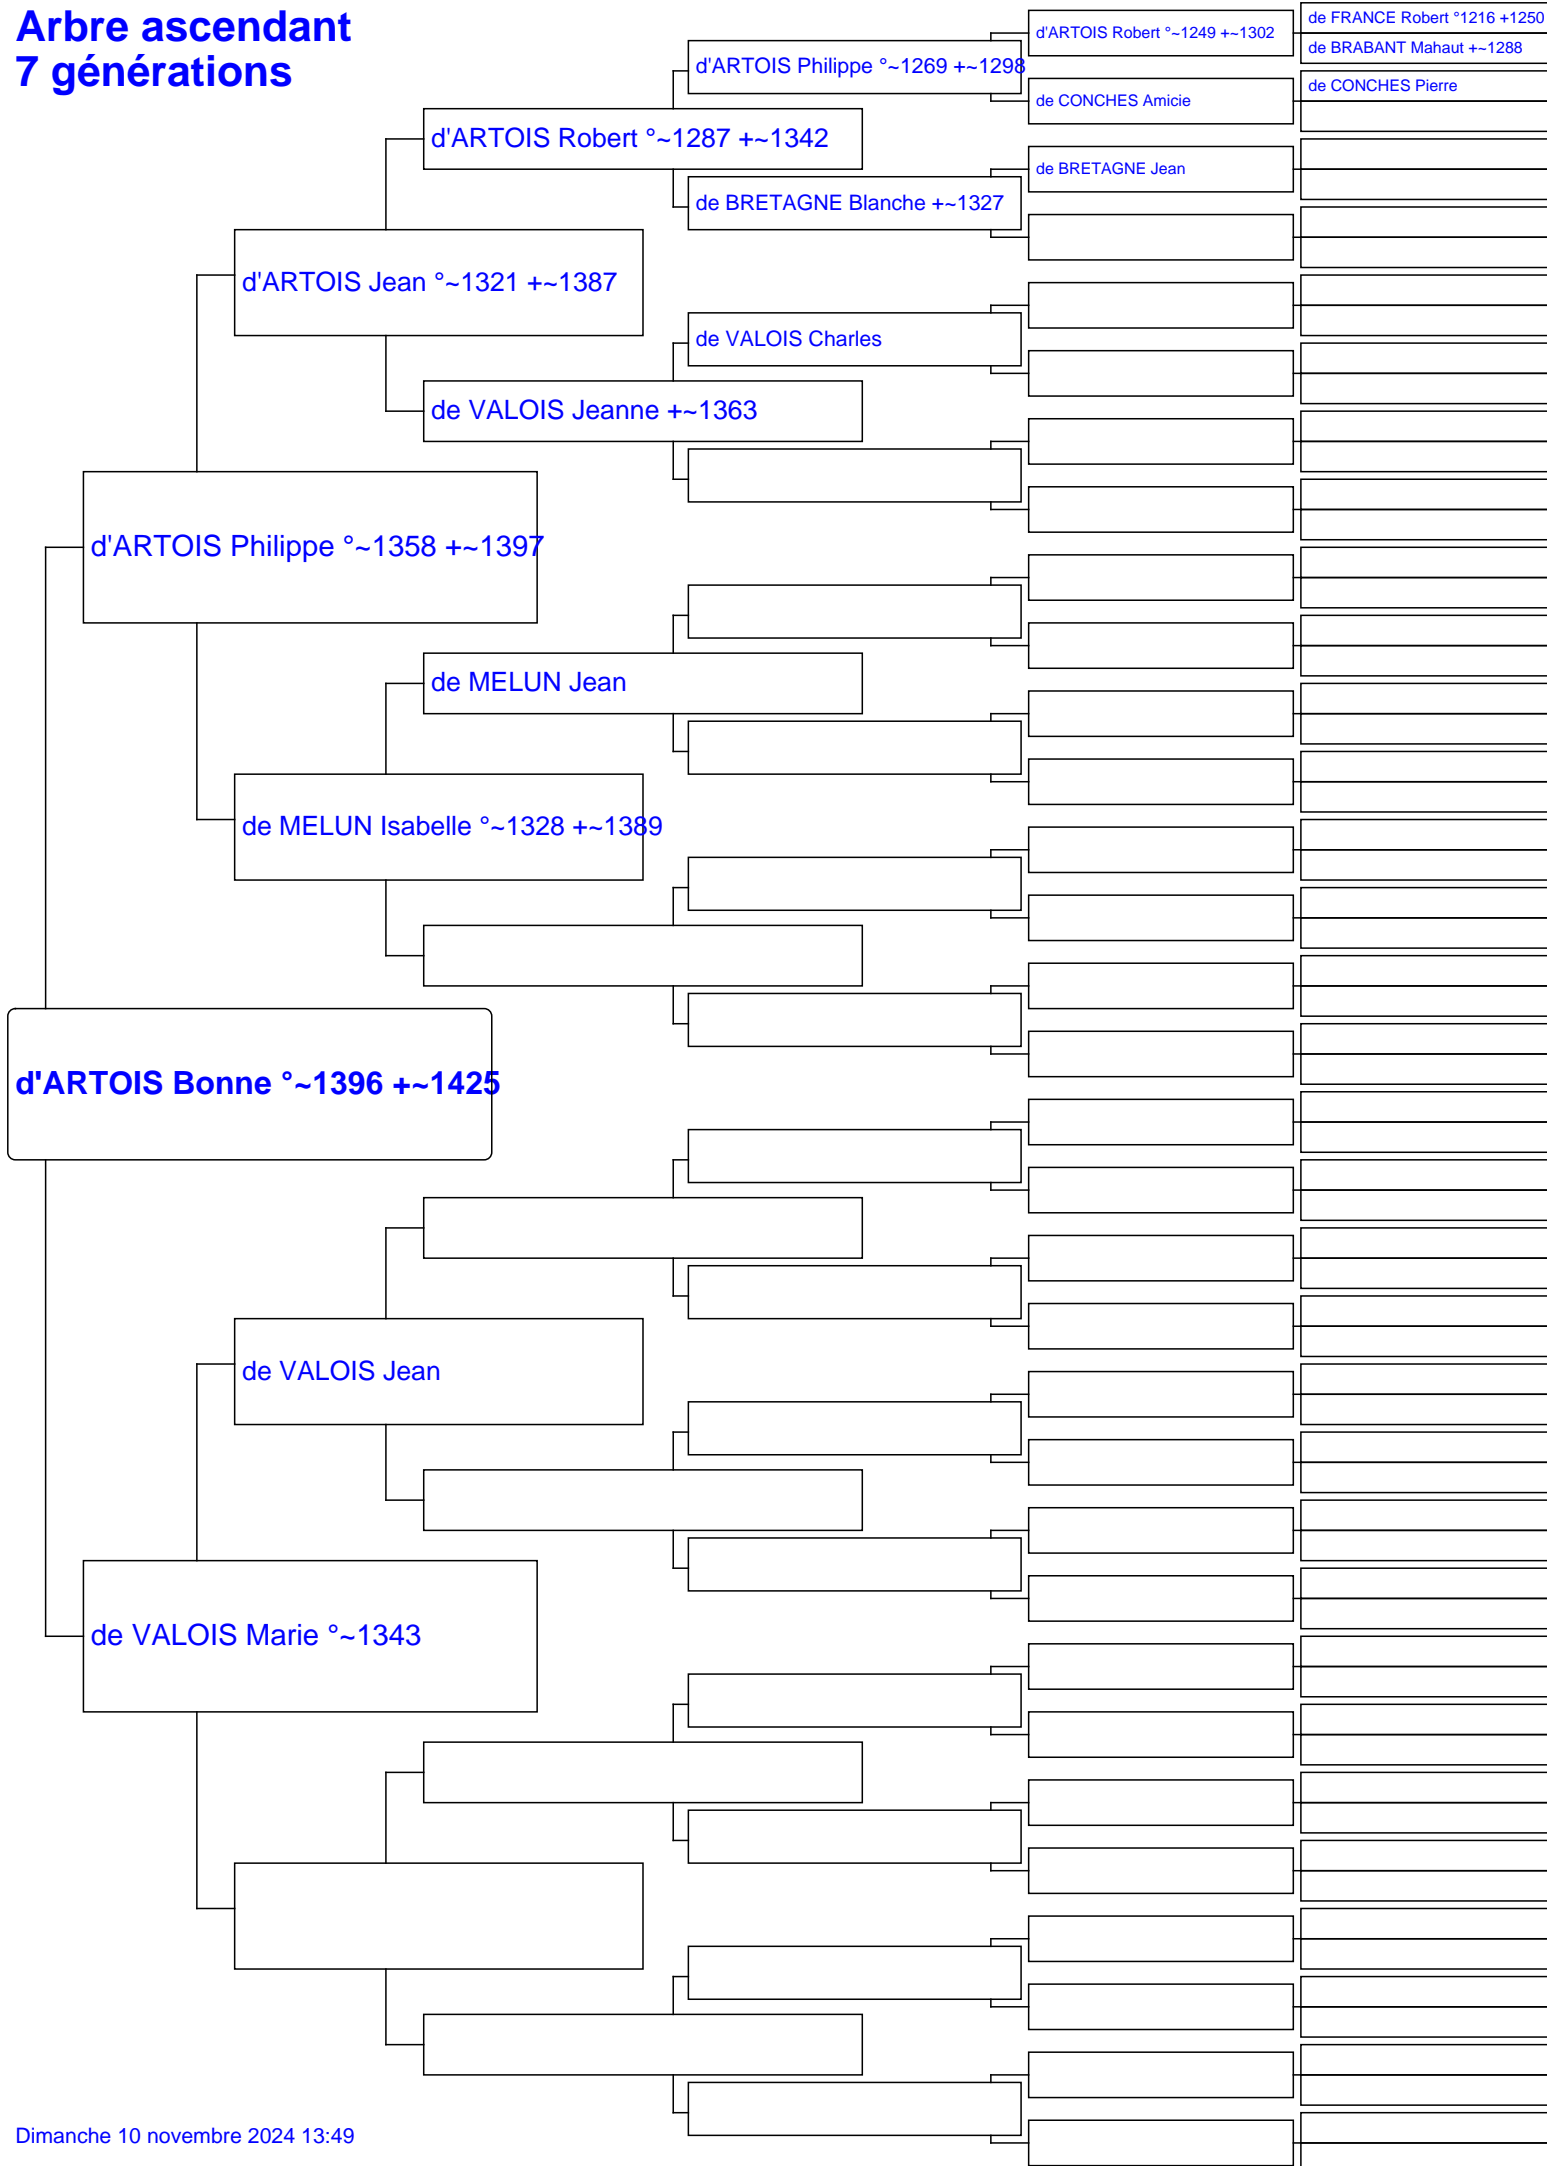 Arbre ascendant
7 générations
de FRANCE Robert °1216 +1250
d'ARTOIS Robert °~1249 +~1302
de BRABANT Mahaut +~1288
d'ARTOIS Philippe °~1269 +~1298
de CONCHES Pierre
de CONCHES Amicie
d'ARTOIS Robert °~1287 +~1342
de BRETAGNE Jean
de BRETAGNE Blanche +~1327
d'ARTOIS Jean °~1321 +~1387
de VALOIS Charles
de VALOIS Jeanne +~1363
d'ARTOIS Philippe °~1358 +~1397
de MELUN Jean
de MELUN Isabelle °~1328 +~1389
d'ARTOIS Bonne °~1396 +~1425
de VALOIS Jean
de VALOIS Marie °~1343
Dimanche 10 novembre 2024 13:49